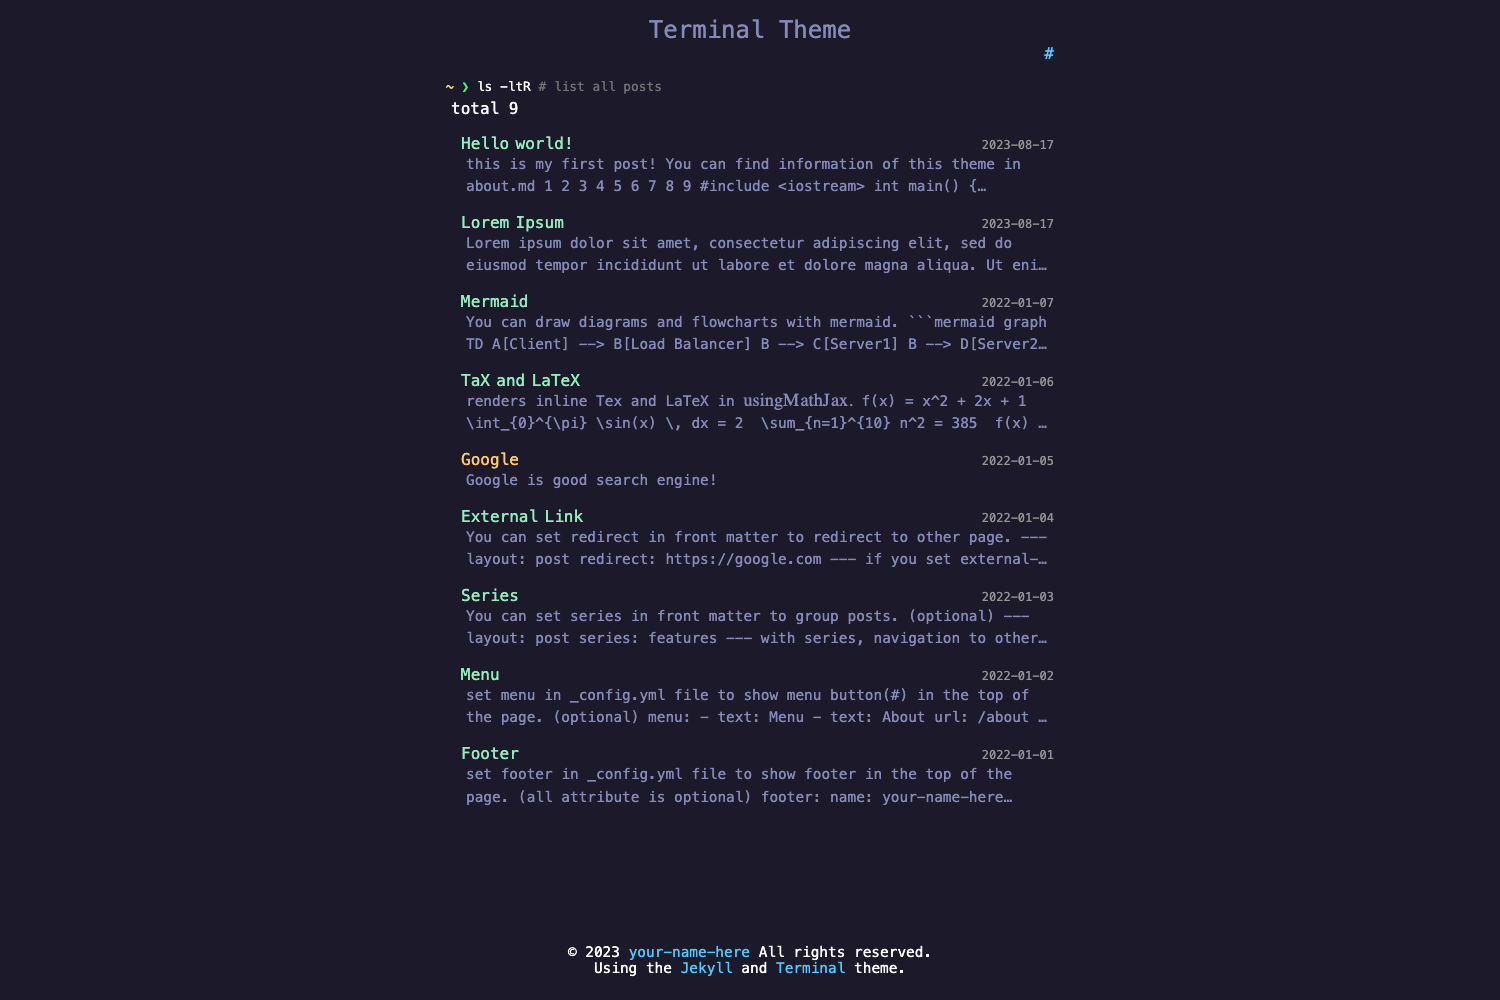 Terminal Theme
#
~ ❯ ls -ltR # list all posts
total 9
Hello world! 2023-08-17
this is my first post! You can find information of this theme in
about.md 1 2 3 4 5 6 7 8 9 #include <iostream> int main() {…
Lorem Ipsum 2023-08-17
Lorem ipsum dolor sit amet, consectetur adipiscing elit, sed do
eiusmod tempor incididunt ut labore et dolore magna aliqua. Ut eni…
Mermaid 2022-01-07
You can draw diagrams and flowcharts with mermaid. ```mermaid graph
TD A[Client] --> B[Load Balancer] B --> C[Server1] B --> D[Server2…
TaX and LaTeX 2022-01-06
renders inline Tex and LaTeX in usingMathJax. f(x) = x^2 + 2x + 1
\int_{0}^{\pi} \sin(x) \, dx = 2 \sum_{n=1}^{10} n^2 = 385 f(x) …
Google 2022-01-05
Google is good search engine!
External Link 2022-01-04
You can set redirect in front matter to redirect to other page. ---
layout: post redirect: https://google.com --- if you set external-…
Series 2022-01-03
You can set series in front matter to group posts. (optional) ---
layout: post series: features --- with series, navigation to other…
Menu 2022-01-02
set menu in _config.yml file to show menu button(#) in the top of
the page. (optional) menu: - text: Menu - text: About url: /about …
Footer 2022-01-01
set footer in _config.yml file to show footer in the top of the
page. (all attribute is optional) footer: name: your-name-here…
© 2023 your-name-here All rights reserved.
Using the Jekyll and Terminal theme.